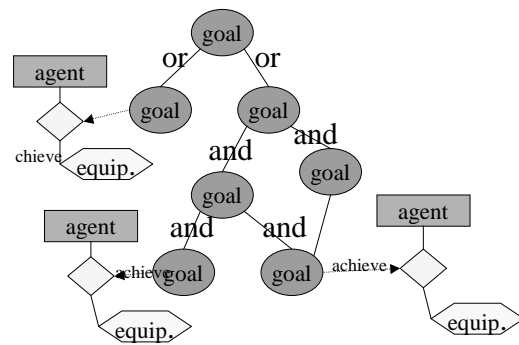 goal
or or
agent
goal goal
and
chieve
and
equip.
goal
goal
and and
agent
agent
achieve goal
goal achieve
equip.
equip.